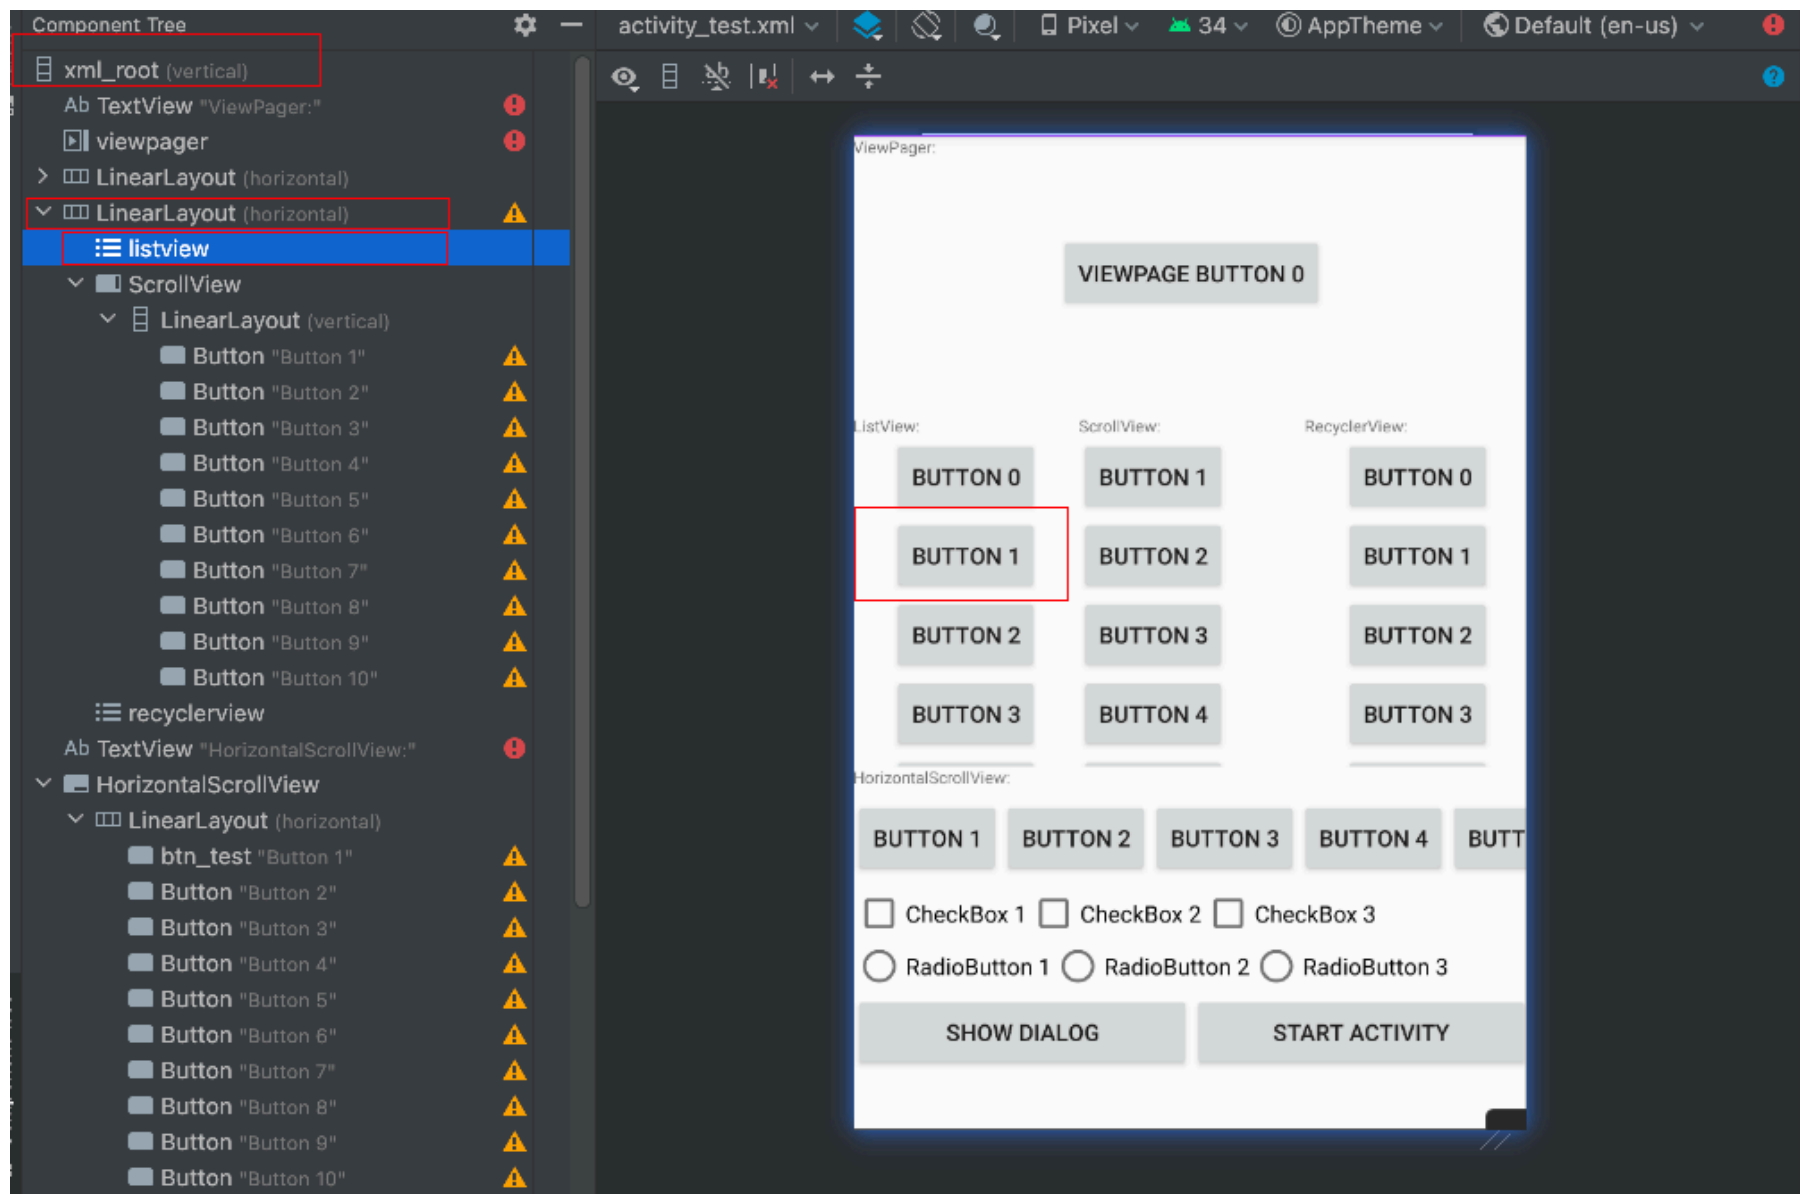 Component Tree
xml_root (vertical)
Ab TextView "ViewPager:"
viewpager
LinearLayout (horizontal)
LinearLayout (horizontal)
listview
ScrollView
LinearLayout (vertical)
Button "Button 1"
Button "Button 2"
Button "Button 3"
Button "Button 4"
Button "Button 5"
Button "Button 6"
Button "Button 7"
Button "Button 8"
Button "Button 9"
Button "Button 10"
recyclerview
Ab TextView "HorizontalScrollView:"
HorizontalScrollView
LinearLayout (horizontal)
btn_test "Button 1"
Button "Button 2"
Button "Button 3"
Button "Button 4"
Button "Button 5"
Button "Button 6"
Button "Button 7"
Button "Button 8"
Button "Button 9"
Button "Button 10"
activity_test.xml Pixel 34 AppTheme Default (en-us)
ViewPager:
VIEWPAGE BUTTON 0
ListView: ScrollView: RecyclerView:
BUTTON 0 BUTTON 1 BUTTON 0
BUTTON 1 BUTTON 2 BUTTON 1
BUTTON 2 BUTTON 3 BUTTON 2
BUTTON 3 BUTTON 4 BUTTON 3
HorizontalScrollView:
BUTTON 1 BUTTON 2 BUTTON 3 BUTTON 4 BUTT
CheckBox 1 CheckBox 2 CheckBox 3
RadioButton 1 RadioButton 2 RadioButton 3
SHOW DIALOG START ACTIVITY